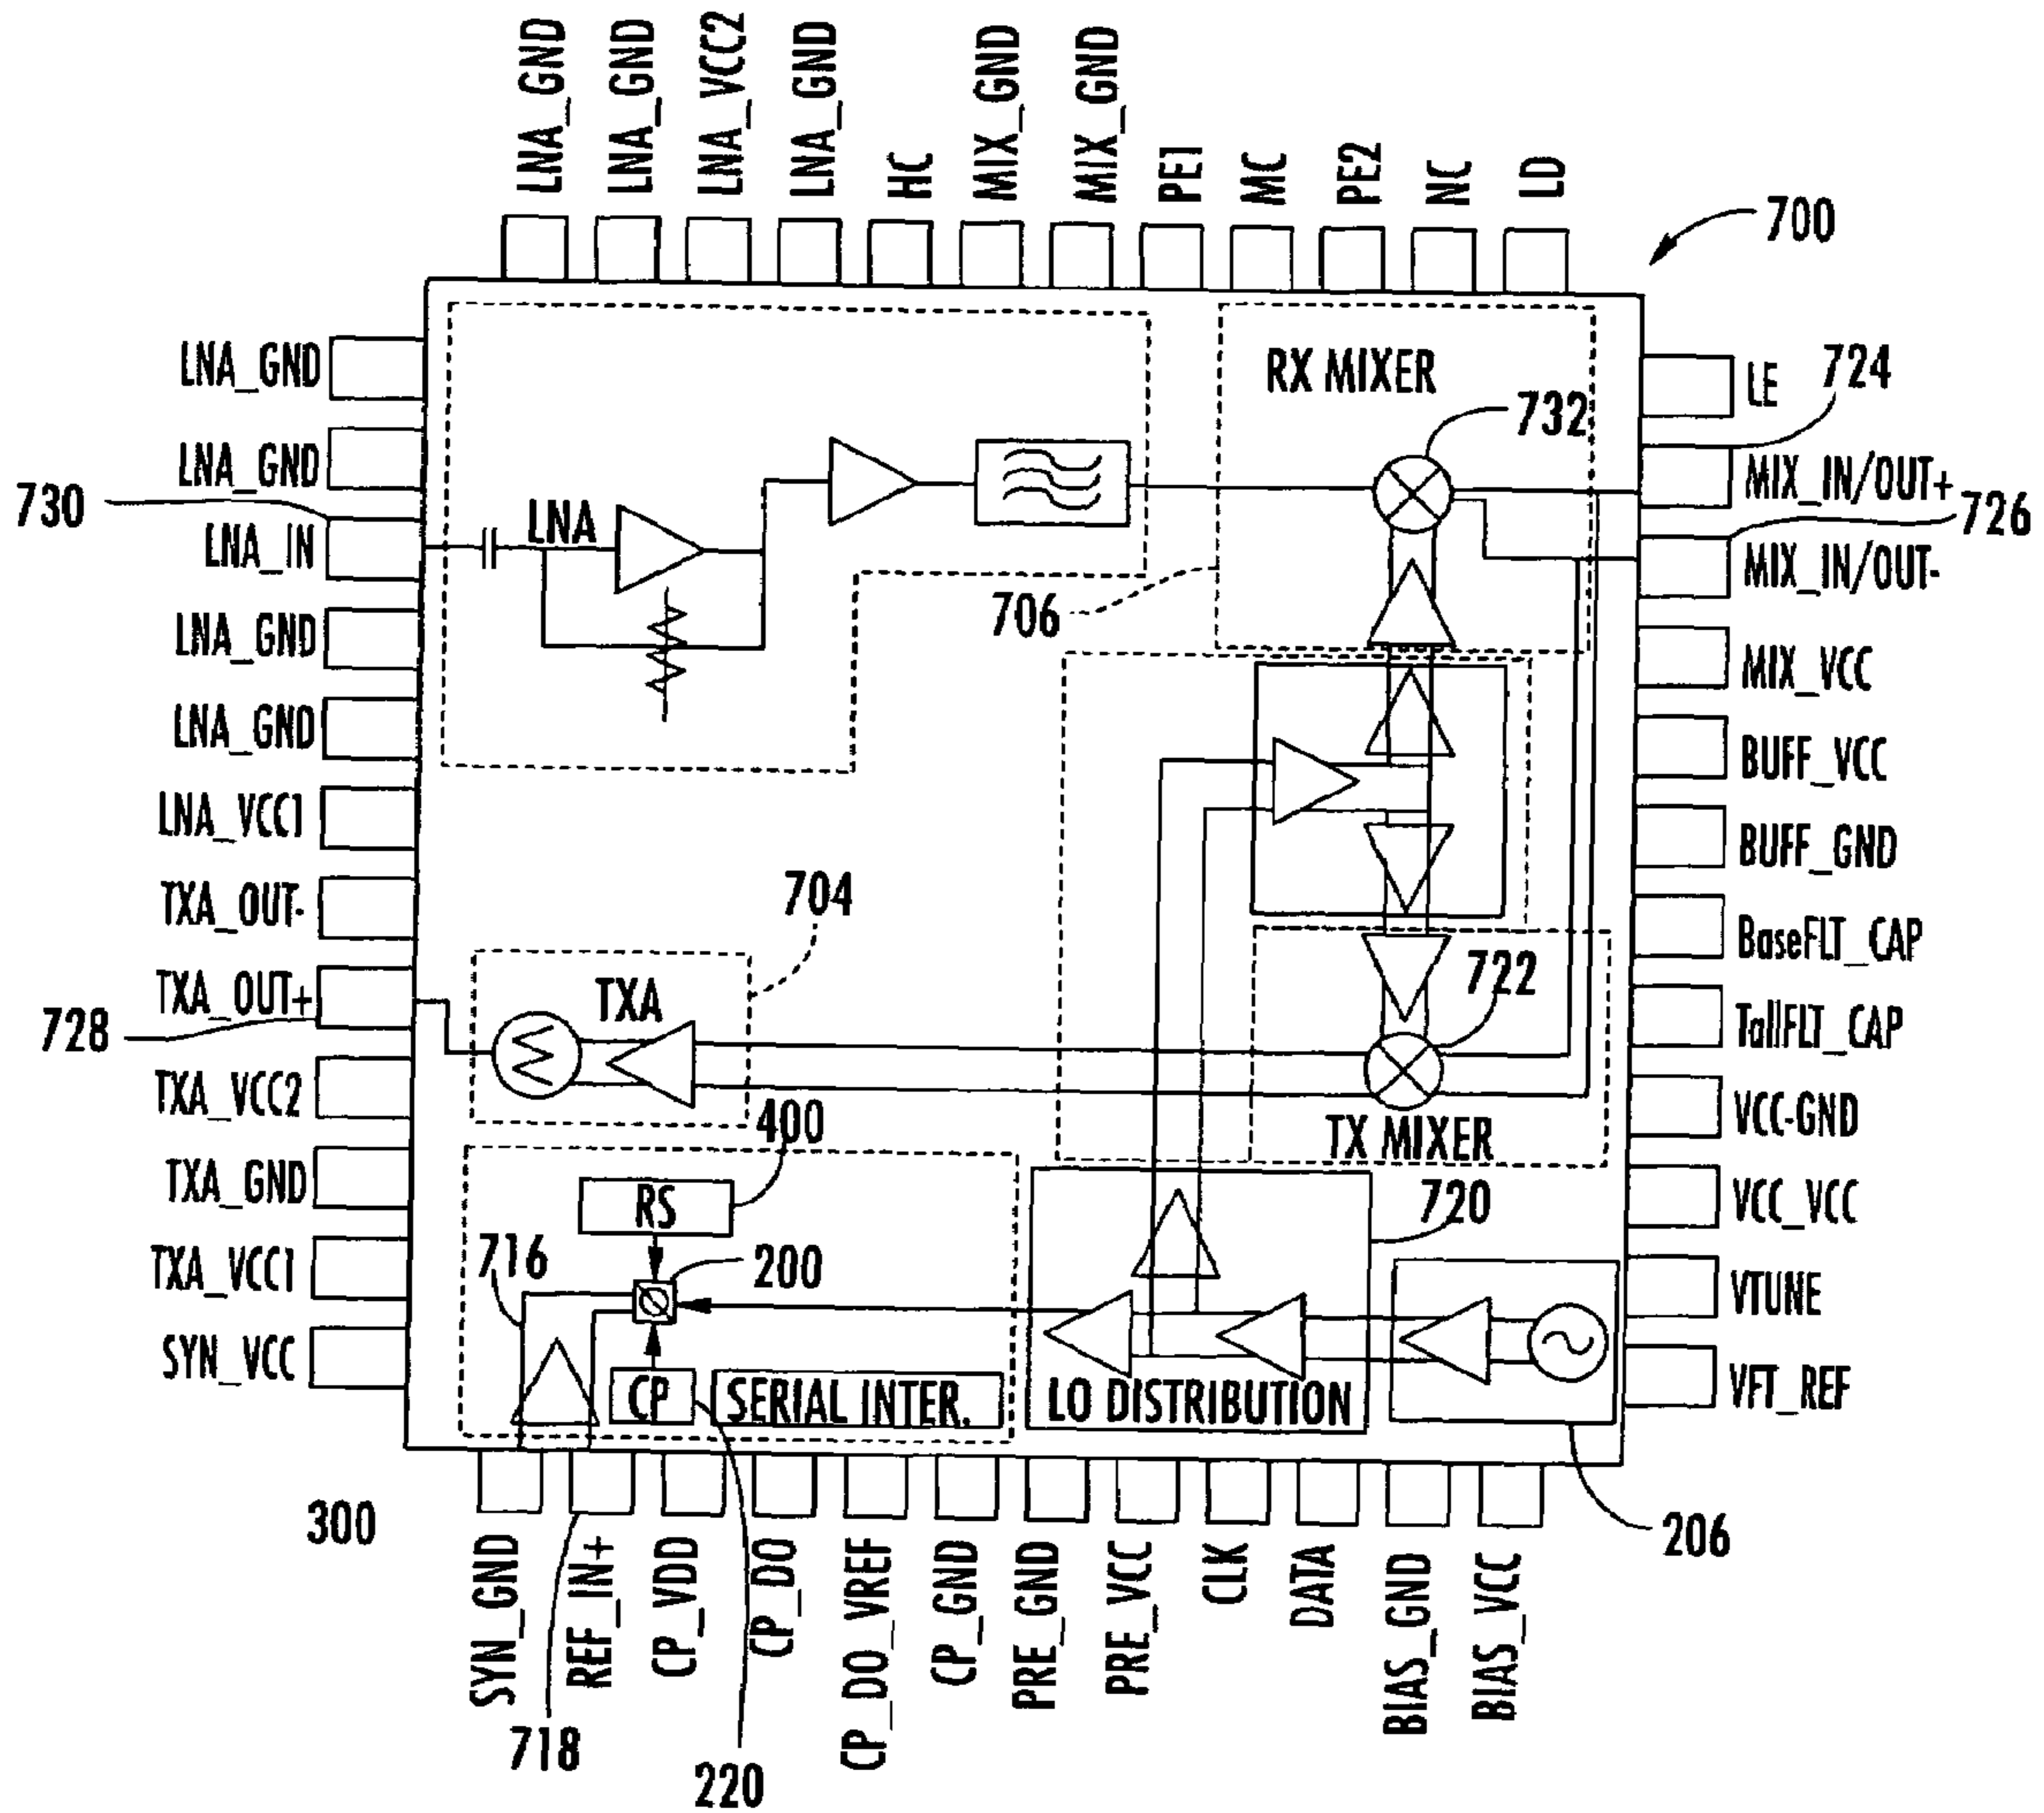 LNA_GND
LNA_GND
LNA_VCC2
LNA_GND
HC
MIX_GND
MIX_GND
PE1
MC
PE2
NC
LD
700
LNA_GND
LNA_GND
730
LNA_IN
LNA_GND
LNA_GND
LNA_VCC1
TXA_OUT-
TXA_OUT+
728
TXA_VCC2
TXA_GND
TXA_VCC1
SYN_VCC
LNA
RX MIXER
732
706
704
TXA
722
TX MIXER
400
RS
716
200
CP
SERIAL INTER.
720
LO DISTRIBUTION
LE
724
MIX_IN/OUT+
726
MIX_IN/OUT-
MIX_VCC
BUFF_VCC
BUFF_GND
BaseFLT_CAP
TallFLT_CAP
VCC-GND
VCC_VCC
VTUNE
VFT_REF
206
300
SYN_GND
REF_IN+
CP_VDD
CP_DO
CP_DO_VREF
CP_GND
PRE_GND
PRE_VCC
CLK
DATA
BIAS_GND
BIAS_VCC
718
220